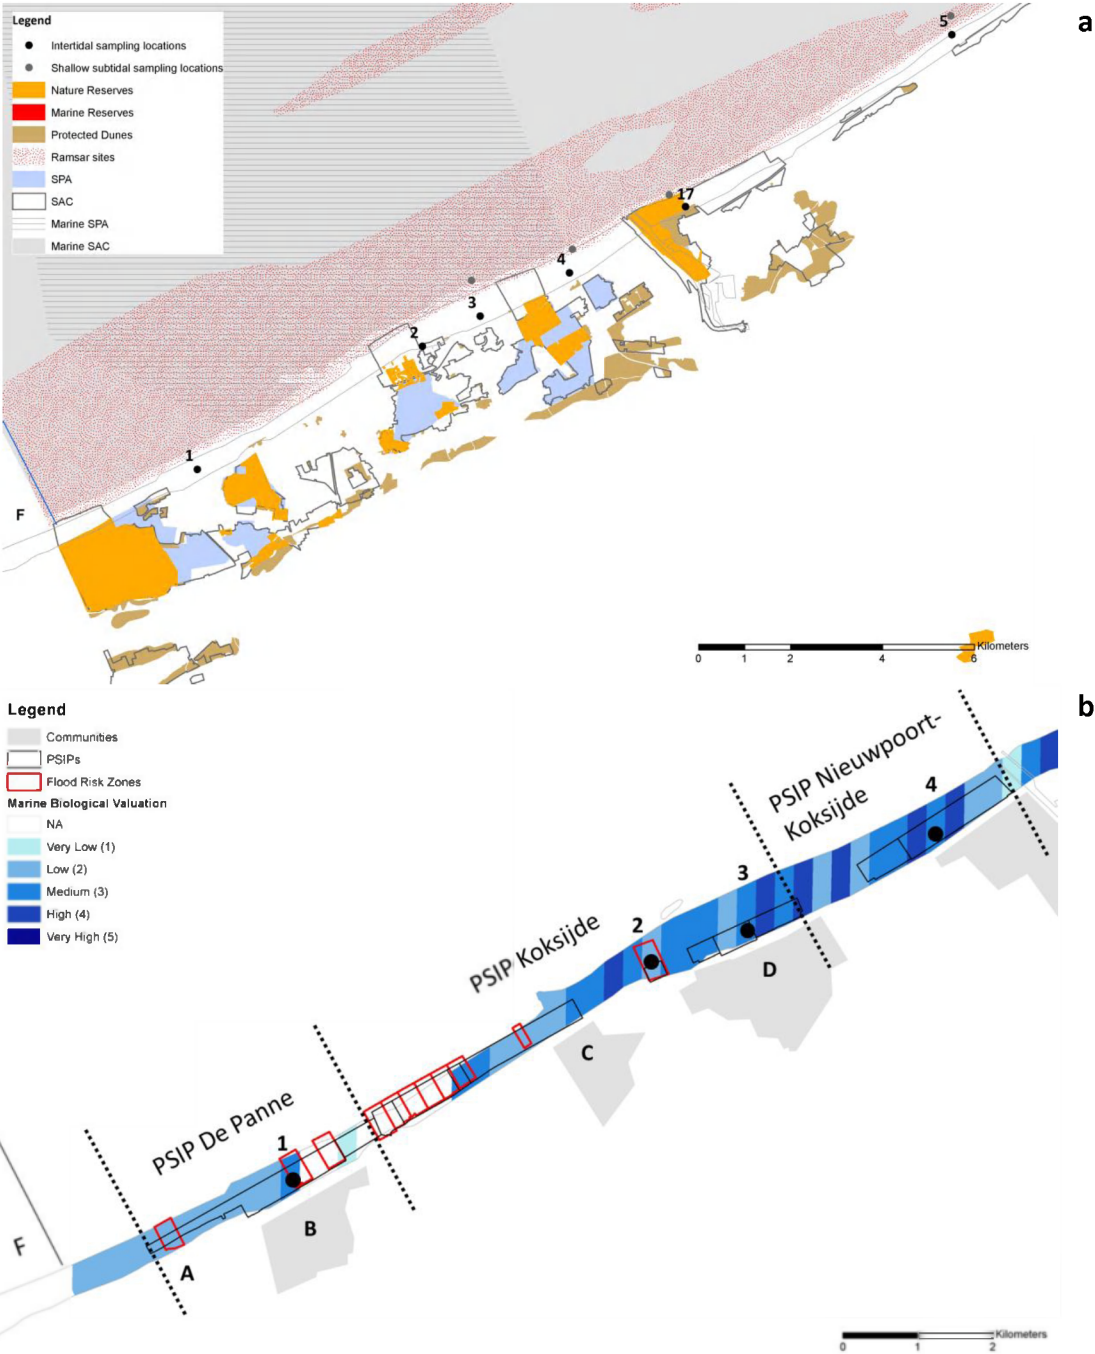 a
Legend
Intertidal sampling locations
Shallow subtidal sampling locations
Nature Reserves
Marine Reserves
Protected Dunes
Ramsar sites
SPA
SAC
Marine SPA
Marine SAC
5
17
4
3
2
1
F
Kilometers
0 1 2 4 6
b
Legend
Communities
PSIPs
Flood Risk Zones
Marine Biological Valuation
NA
Very Low (1)
Low (2)
Medium (3)
High (4)
Very High (5)
PSIP Nieuwpoort-
Koksijde
4
3
D
PSIP Koksijde
2
C
PSIP De Panne
1
B
A
F
Kilometers
0 1 2